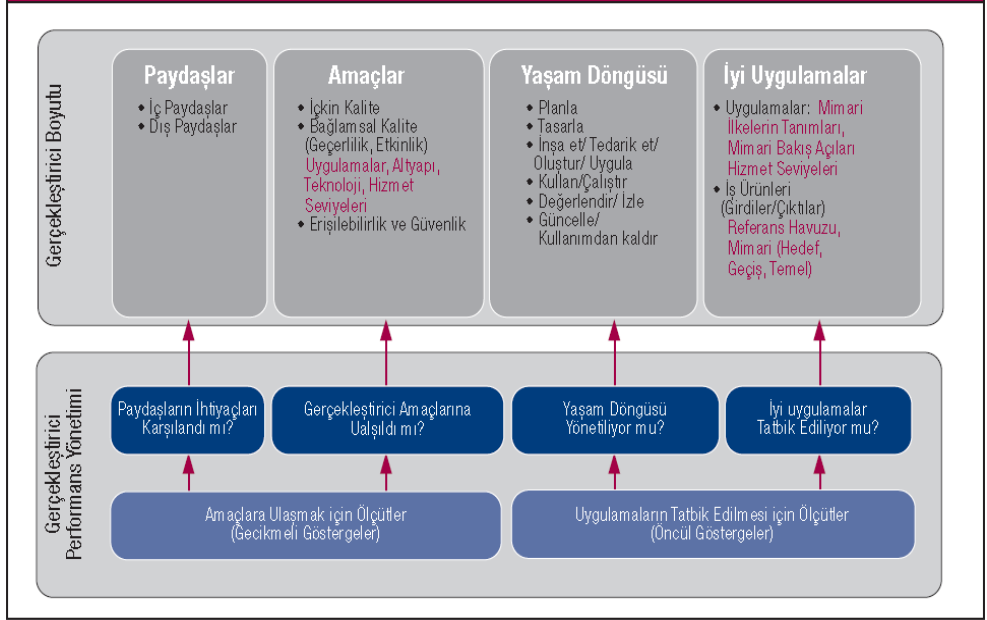 Gerçekleştirici Boyutu
Paydaşlar
• İç Paydaşlar
• Dış Paydaşlar
Amaçlar
• İçkin Kalite
• Bağlamsal Kalite
(Geçerlilik, Etkinlik)
Uygulamalar, Altyapı,
Teknoloji, Hizmet
Seviyeleri
• Erişilebilirlik ve Güvenlik
Yaşam Döngüsü
• Planla
• Tasarla
• İnşa et/ Tedarik et/
Oluştur/ Uygula
• Kullan/Çalıştır
• Değerlendir/ İzle
• Güncelle/
Kullanımdan kaldır
İyi Uygulamalar
• Uygulamalar: Mimari
İlkelerin Tanımları,
Mimari Bakış Açıları
Hizmet Seviyeleri
• İş Ürünleri
(Girdiler/Çıktılar)
Referans Havuzu,
Mimari (Hedef,
Geçiş, Temel)
Gerçekleştirici
Performans Yönetimi
Paydaşların İhtiyaçları
Karşılandı mı?
Gerçekleştirici Amaçlarına
Ualşıldı mı?
Yaşam Döngüsü
Yönetiliyor mu?
İyi uygulamalar
Tatbik Ediliyor mu?
Amaçlara Ulaşmak için Ölçütler
(Gecikmeli Göstergeler)
Uygulamaların Tatbik Edilmesi için Ölçütler
(Öncül Göstergeler)